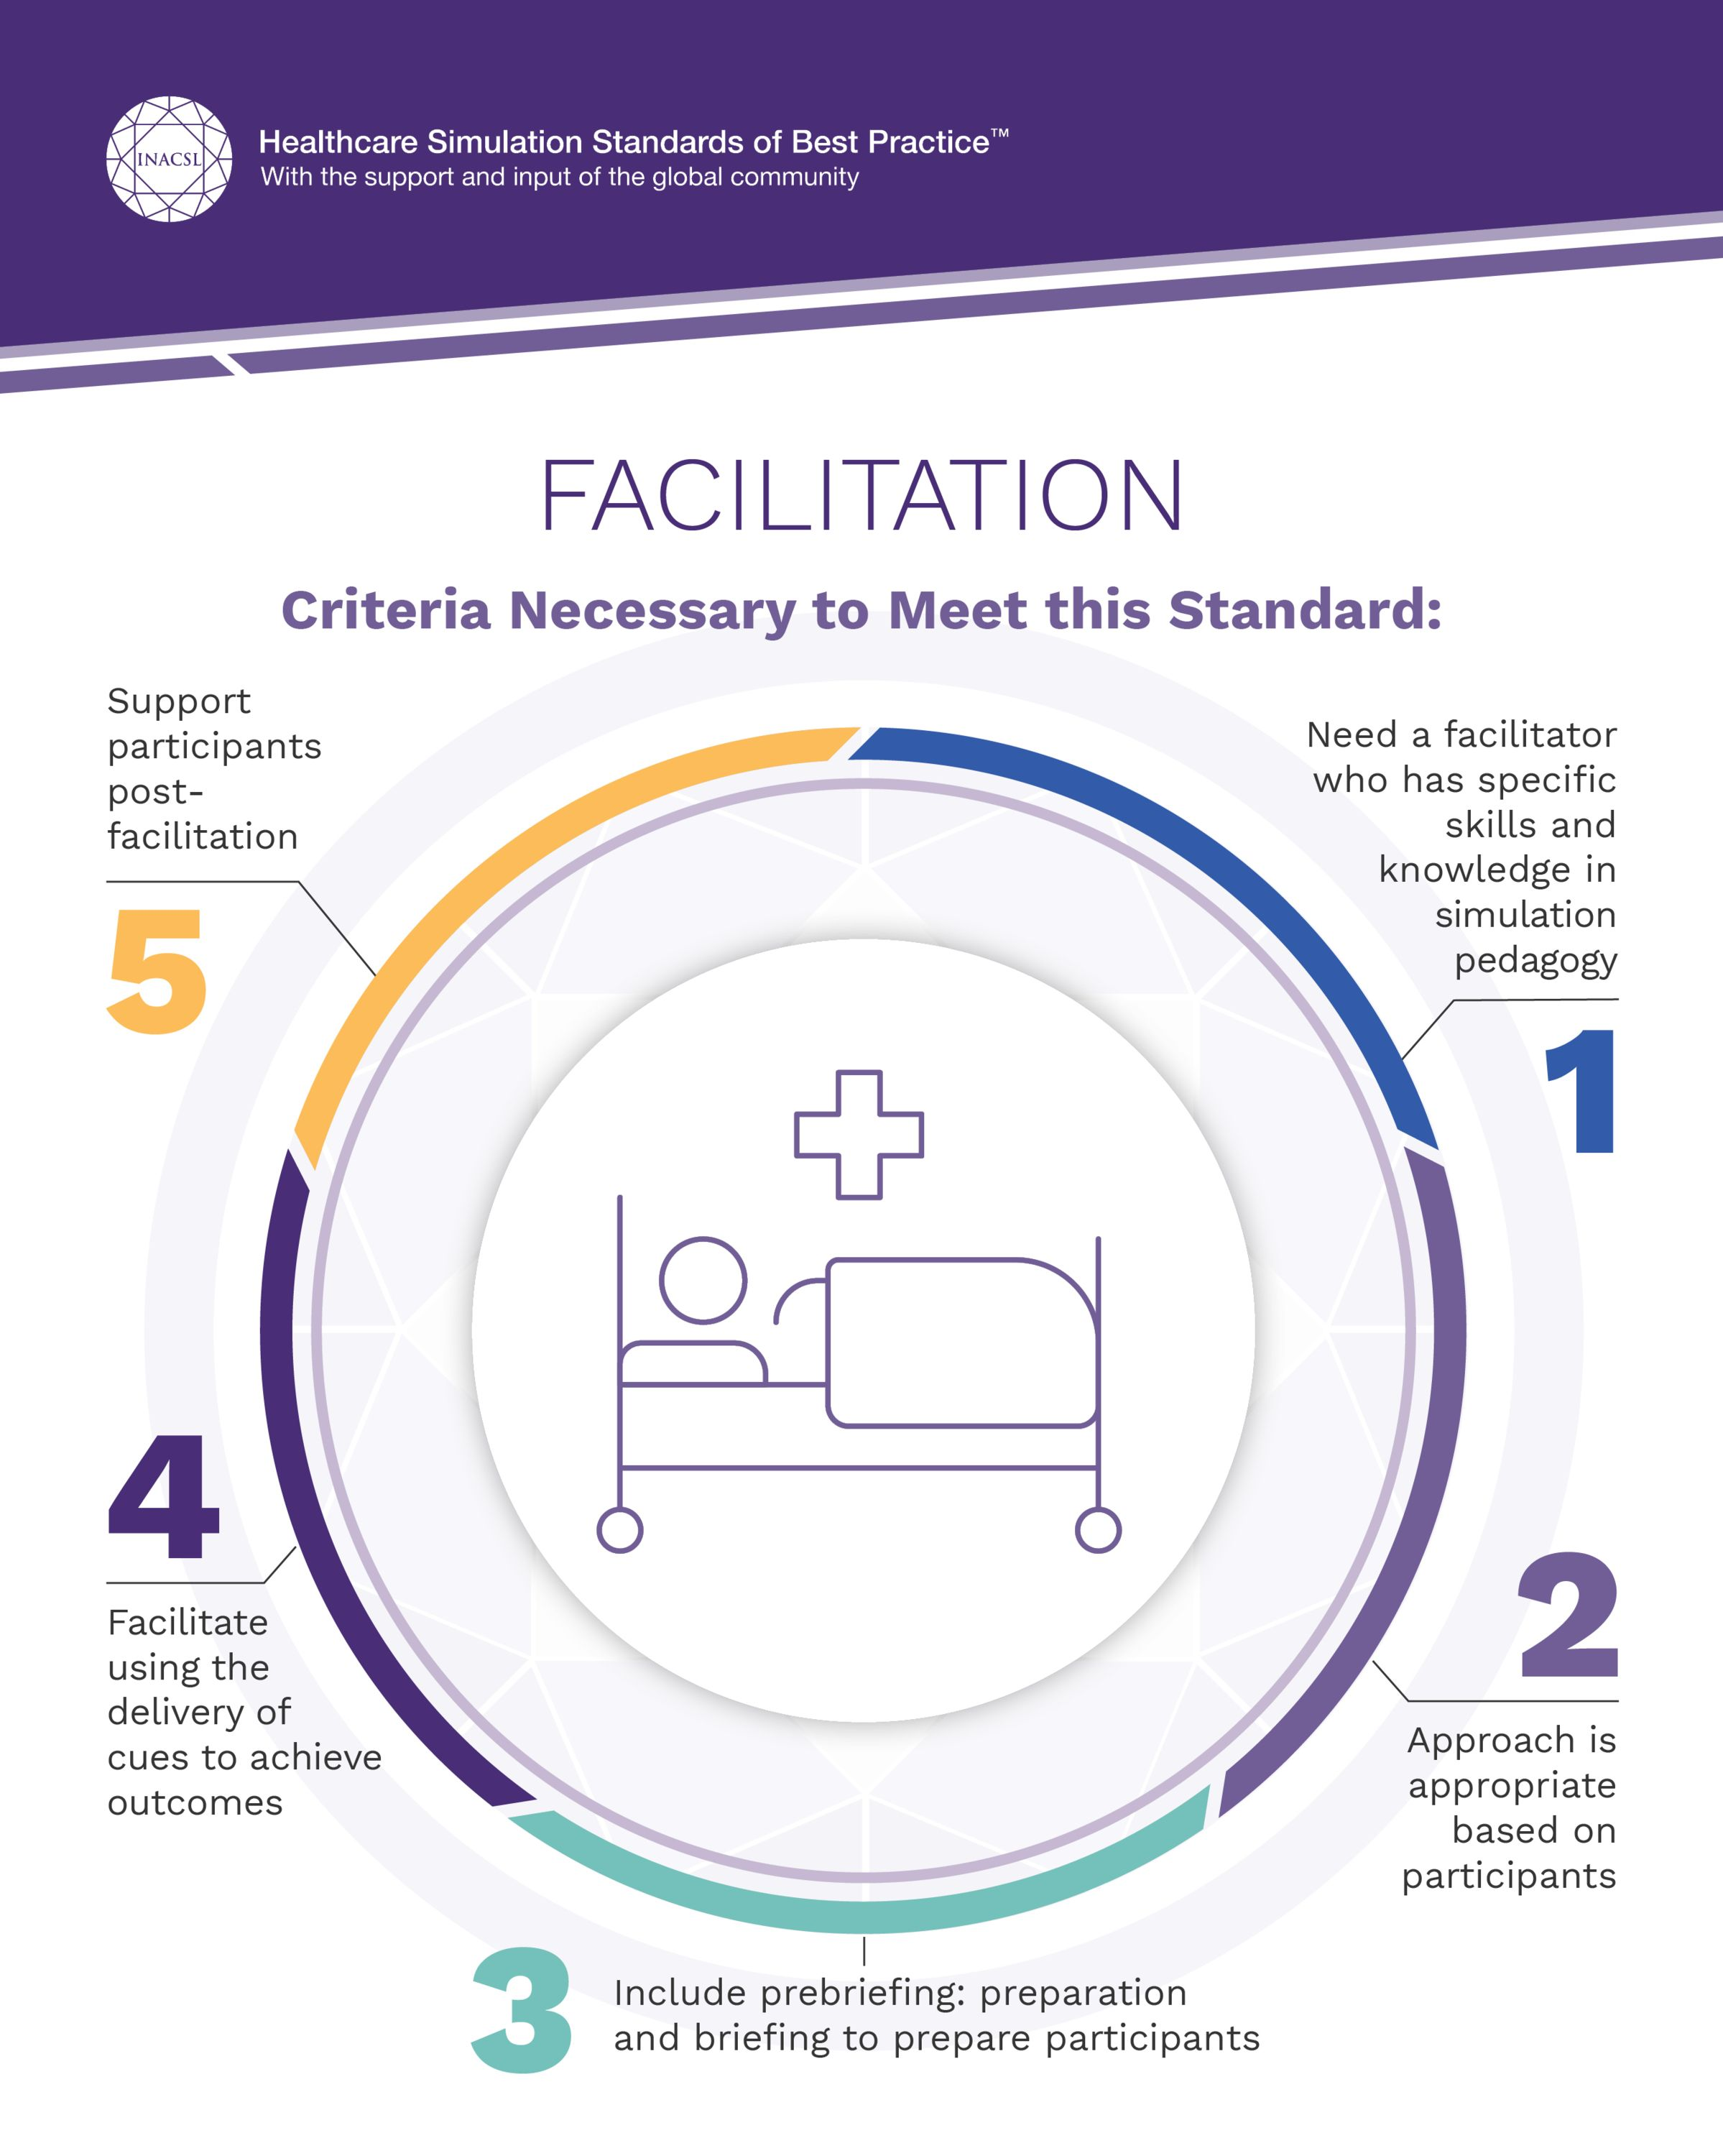 INACSL
Healthcare Simulation Standards of Best Practice™
With the support and input of the global community
FACILITATION
Criteria Necessary to Meet this Standard:
Need a facilitator
who has specific
skills and
knowledge in
simulation
pedagogy
1
2
Approach is
appropriate
based on
participants
3
Include prebriefing: preparation
and briefing to prepare participants
4
Facilitate
using the
delivery of
cues to achieve
outcomes
Support
participants
post-
facilitation
5